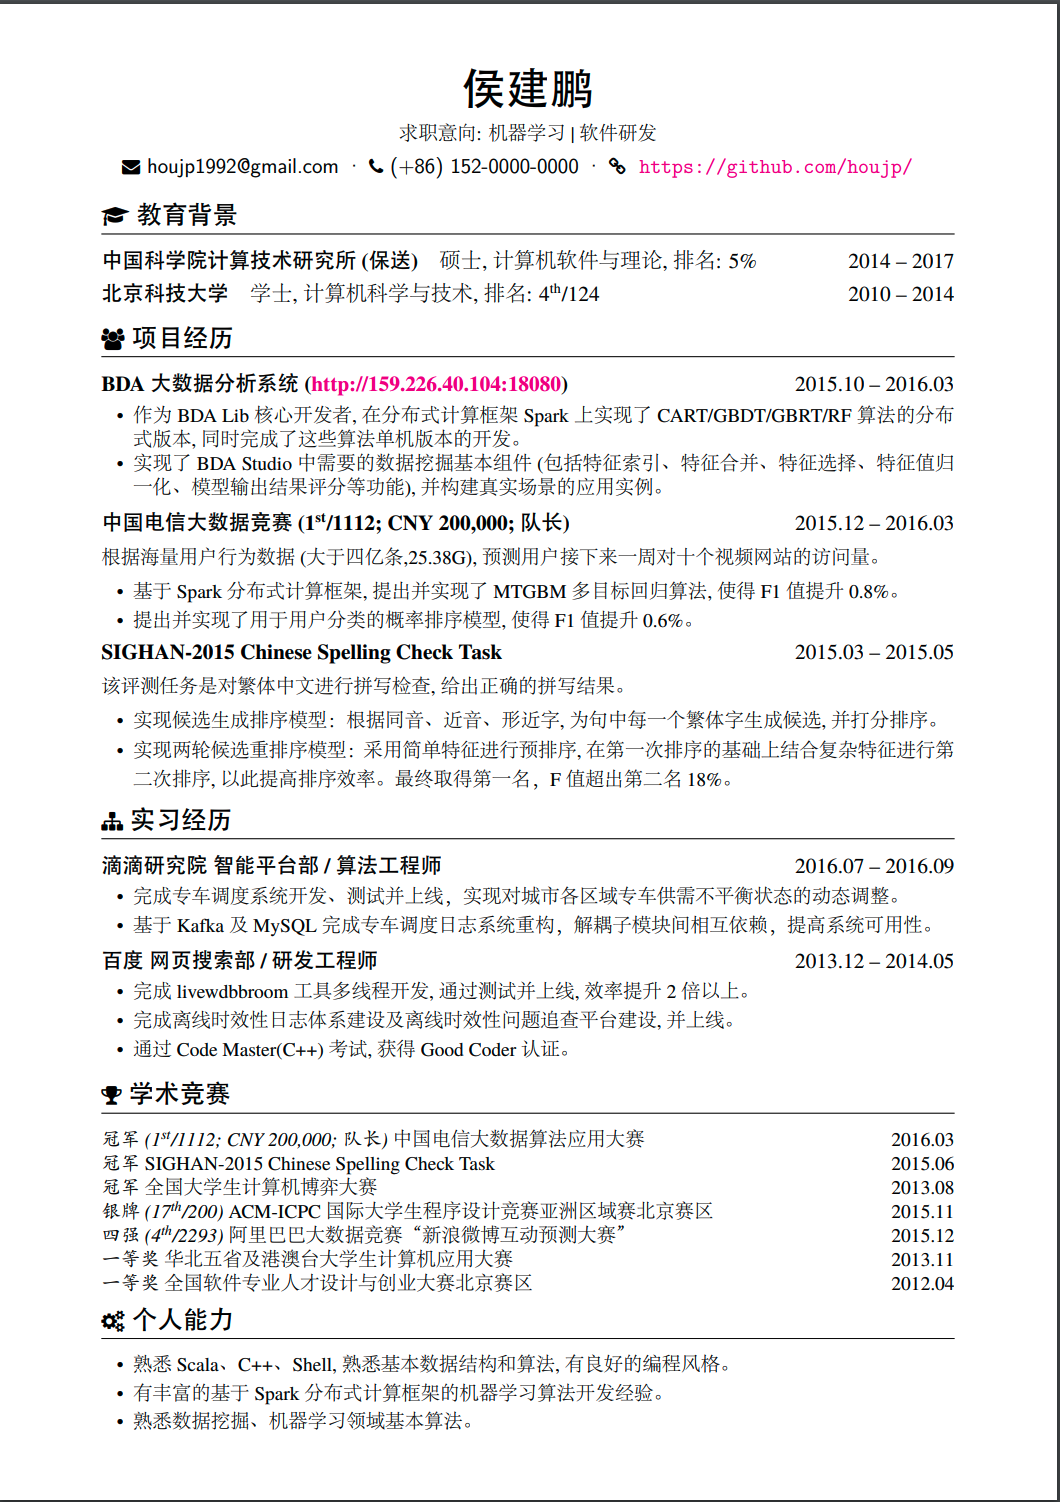 侯建鹏
求职意向: 机器学习 | 软件研发
houjp1992@gmail.com · (+86) 152-0000-0000 · https://github.com/houjp/
教育背景
中国科学院计算技术研究所 (保送) 硕士, 计算机软件与理论, 排名: 5% 2014 – 2017
北京科技大学 学士, 计算机科学与技术, 排名: 4th/124 2010 – 2014
项目经历
BDA 大数据分析系统 (http://159.226.40.104:18080) 2015.10 – 2016.03
• 作为 BDA Lib 核心开发者, 在分布式计算框架 Spark 上实现了 CART/GBDT/GBRT/RF 算法的分布
式版本, 同时完成了这些算法单机版本的开发。
• 实现了 BDA Studio 中需要的数据挖掘基本组件 (包括特征索引、特征合并、特征选择、特征值归
一化、模型输出结果评分等功能), 并构建真实场景的应用实例。
中国电信大数据竞赛 (1st/1112; CNY 200,000; 队长) 2015.12 – 2016.03
根据海量用户行为数据 (大于四亿条,25.38G), 预测用户接下来一周对十个视频网站的访问量。
• 基于 Spark 分布式计算框架, 提出并实现了 MTGBM 多目标回归算法, 使得 F1 值提升 0.8%。
• 提出并实现了用于用户分类的概率排序模型, 使得 F1 值提升 0.6%。
SIGHAN-2015 Chinese Spelling Check Task 2015.03 – 2015.05
该评测任务是对繁体中文进行拼写检查, 给出正确的拼写结果。
• 实现候选生成排序模型：根据同音、近音、形近字, 为句中每一个繁体字生成候选, 并打分排序。
• 实现两轮候选重排序模型：采用简单特征进行预排序, 在第一次排序的基础上结合复杂特征进行第
二次排序, 以此提高排序效率。最终取得第一名，F 值超出第二名 18%。
实习经历
滴滴研究院 智能平台部 / 算法工程师 2016.07 – 2016.09
• 完成专车调度系统开发、测试并上线，实现对城市各区域专车供需不平衡状态的动态调整。
• 基于 Kafka 及 MySQL 完成专车调度日志系统重构，解耦子模块间相互依赖，提高系统可用性。
百度 网页搜索部 / 研发工程师 2013.12 – 2014.05
• 完成 livewdbbroom 工具多线程开发, 通过测试并上线, 效率提升 2 倍以上。
• 完成离线时效性日志体系建设及离线时效性问题追查平台建设, 并上线。
• 通过 Code Master(C++) 考试, 获得 Good Coder 认证。
学术竞赛
冠军 (1st/1112; CNY 200,000; 队长) 中国电信大数据算法应用大赛 2016.03
冠军 SIGHAN-2015 Chinese Spelling Check Task 2015.06
冠军 全国大学生计算机博弈大赛 2013.08
银牌 (17th/200) ACM-ICPC 国际大学生程序设计竞赛亚洲区域赛北京赛区 2015.11
四强 (4th/2293) 阿里巴巴大数据竞赛“新浪微博互动预测大赛” 2015.12
一等奖 华北五省及港澳台大学生计算机应用大赛 2013.11
一等奖 全国软件专业人才设计与创业大赛北京赛区 2012.04
个人能力
• 熟悉 Scala、C++、Shell, 熟悉基本数据结构和算法, 有良好的编程风格。
• 有丰富的基于 Spark 分布式计算框架的机器学习算法开发经验。
• 熟悉数据挖掘、机器学习领域基本算法。